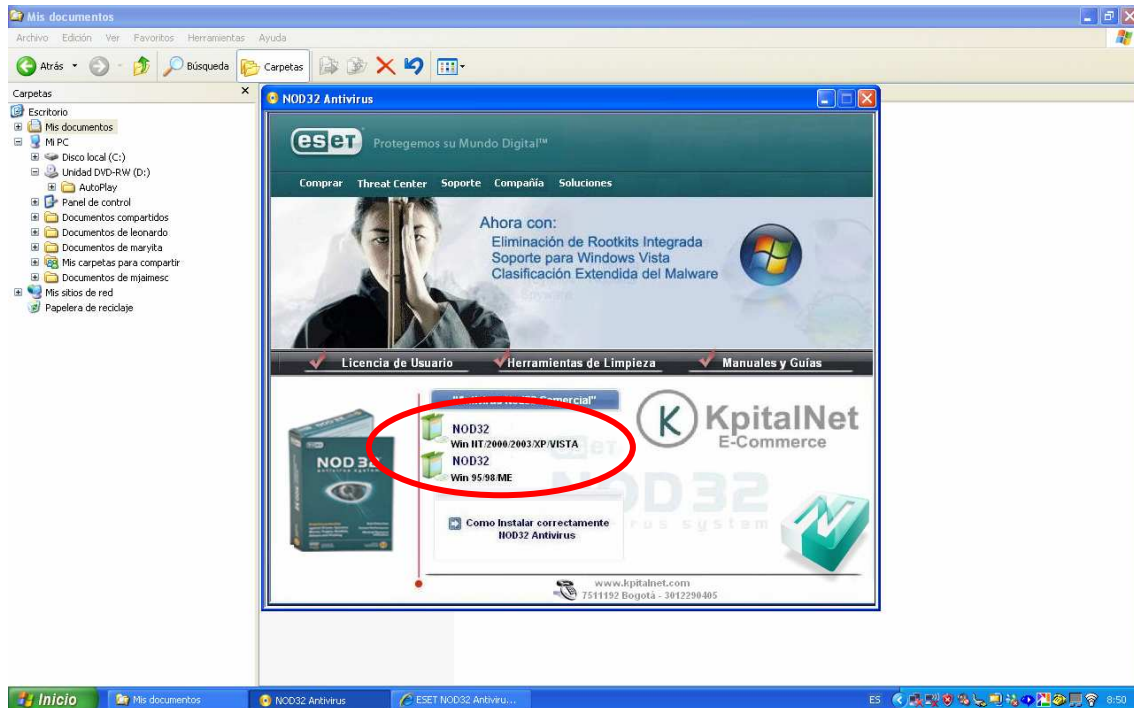 Mis documentos
Archivo Edición Ver Favoritos Herramientas Ayuda
Atrás Búsqueda Carpetas
Carpetas
Escritorio
Mis documentos
Mi PC
Disco local (C:)
Unidad DVD-RW (D:)
AutoPlay
Panel de control
Documentos compartidos
Documentos de leonardo
Documentos de maryita
Mis carpetas para compartir
Documentos de mjaimesc
Mis sitios de red
Papelera de reciclaje
NOD32 Antivirus
eseT Protegemos su Mundo Digital™
Comprar Threat Center Soporte Compañía Soluciones
Ahora con:
Eliminación de Rootkits Integrada
Soporte para Windows Vista
Clasificación Extendida del Malware
Licencia de Usuario Herramientas de Limpieza Manuales y Guías
Comercial"
NOD32
Win NT/2000/2003/XP/VISTA
NOD32
Win 95/98/ME
Como Instalar correctamente
NOD32 Antivirus
K KpitalNet
E-Commerce
NOD32
antivirus system
www.kpitalnet.com
7511192 Bogotá - 3012290405
Inicio Mis documentos NOD32 Antivirus ESET NOD32 Antiviru... ES 8:50